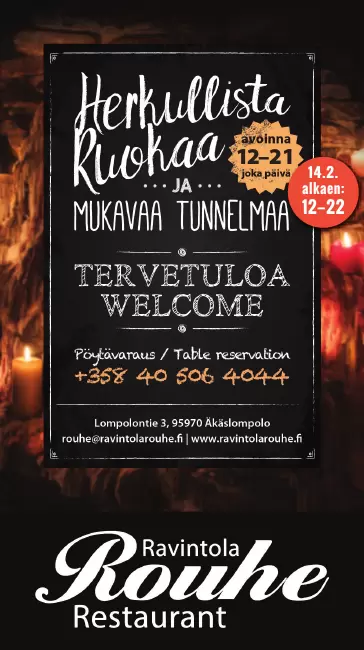 Herkullista
Ruokaa
avoinna
12–21
joka päivä
14.2.
alkaen:
12–22
••• JA •••
MUKAVAA TUNNELMAA
TERVETULOA
WELCOME
Pöytävaraus / Table reservation
+358 40 506 4044
Lompolontie 3, 95970 Äkäslompolo
rouhe@ravintolarouhe.fi | www.ravintolarouhe.fi
Ravintola
Rouhe
Restaurant